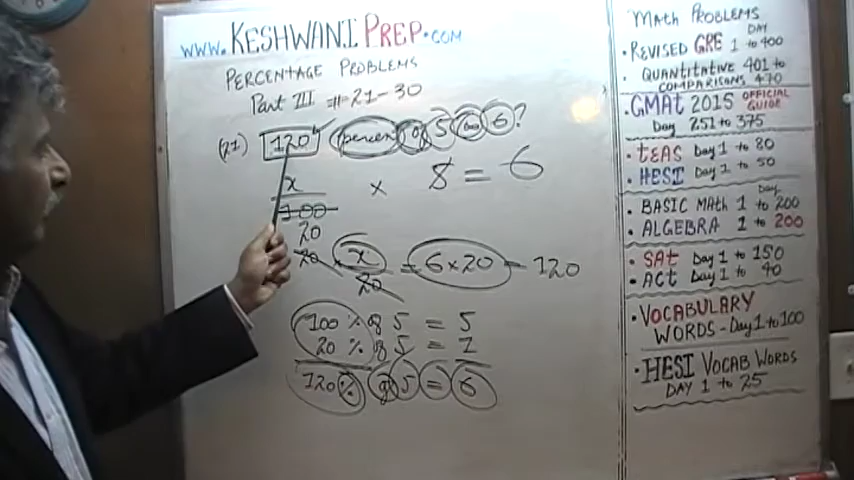 www.KESHWANI PREP.com
PERCENTAGE PROBLEMS
Part III #21-30
(21) 120 percent of 5 is 6?
x
100
20
x 5 = 6
20 x x = 6x20 = 120
20
100 % of 5 = 5
20 % of 5 = 1
120 % of 5 = 6
MATH PROBLEMS
DAY
• REVISED GRE 1 to 400
• QUANTITATIVE 401 to
COMPARISONS 470
• GMAt 2015 OFFICIAL GUIDE
Day 251 to 375
• tEAS Day 1 to 80
• HESI Day 1 to 50
Day
• BASIC MAth 1 to 200
• ALGEBRA 1 to 200
• SAt Day 1 to 150
• ACt Day 1 to 40
• VOCABULARY
WORDS - Day 1 to 100
• HESI VOCAB WORDS
DAY 1 to 25